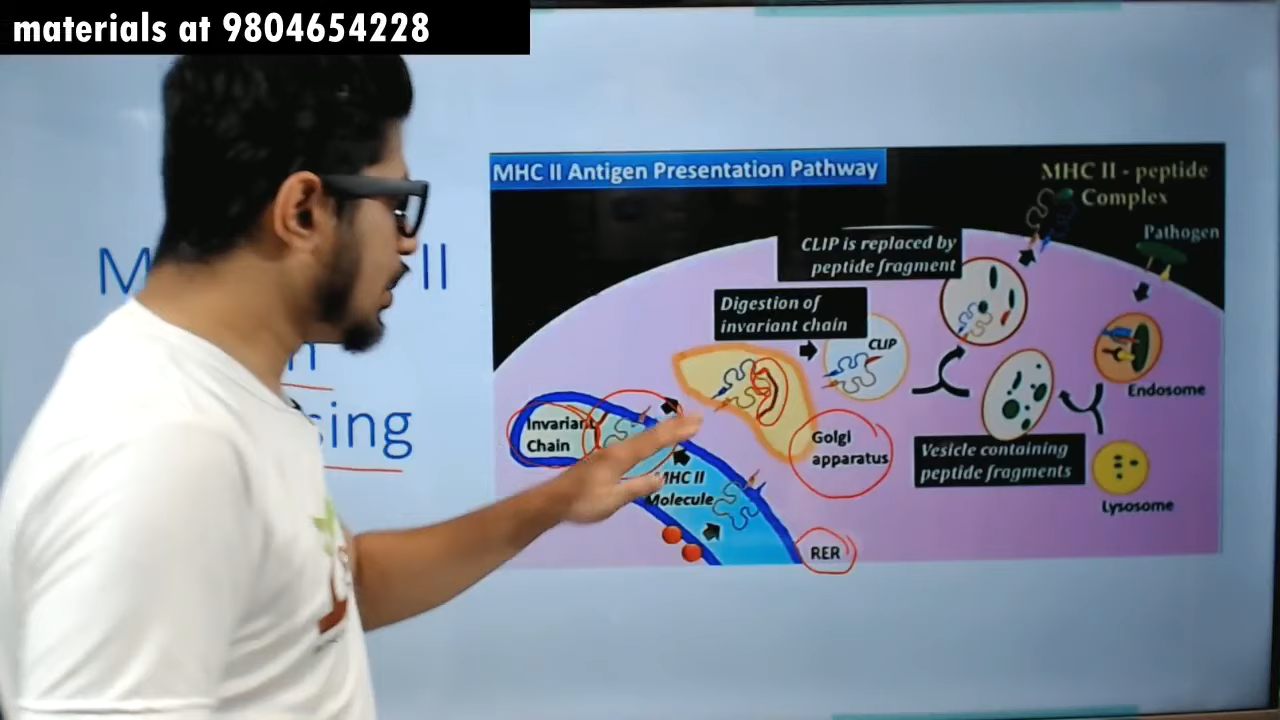 materials at 9804654228
MHC II Antigen Presentation Pathway
MHC II - peptide
Complex
Pathogen
CLIP is replaced by
peptide fragment
Digestion of
invariant chain
CLIP
Endosome
Invariant
Chain
Golgi
apparatus
Vesicle containing
peptide fragments
MHC II
Molecule
Lysosome
RER
II